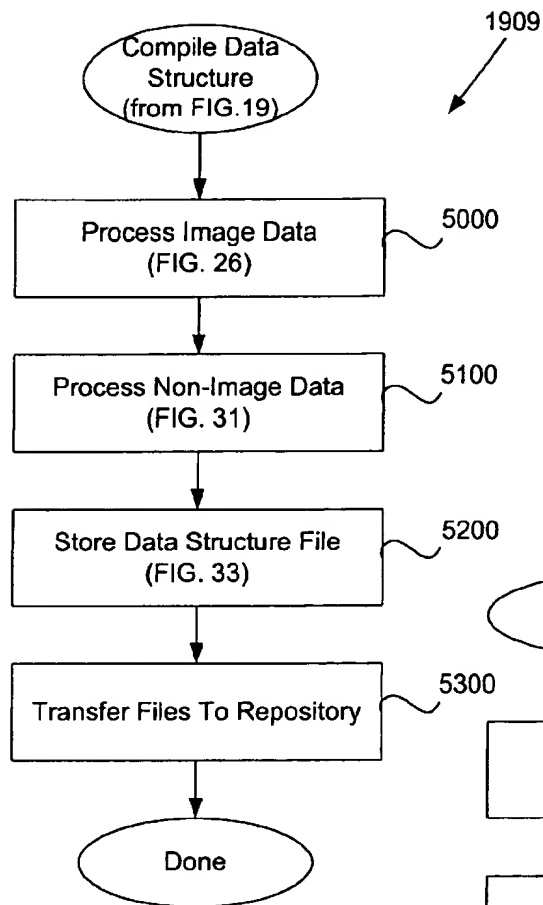 1909
Compile Data
Structure
(from FIG.19)
Process Image Data
(FIG. 26)
5000
Process Non-Image Data
(FIG. 31)
5100
Store Data Structure File
(FIG. 33)
5200
Transfer Files To Repository
5300
Done